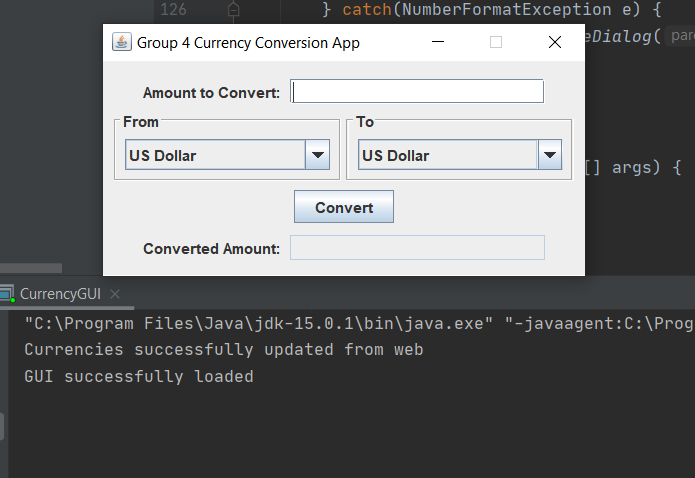 126 } catch(NumberFormatException e) {
Group 4 Currency Conversion App
eDialog(
Amount to Convert:
From
To
US Dollar
US Dollar
[] args) {
Convert
Converted Amount:
CurrencyGUI
"C:\Program Files\Java\jdk-15.0.1\bin\java.exe" "-javaagent:C:\Prog
Currencies successfully updated from web
GUI successfully loaded